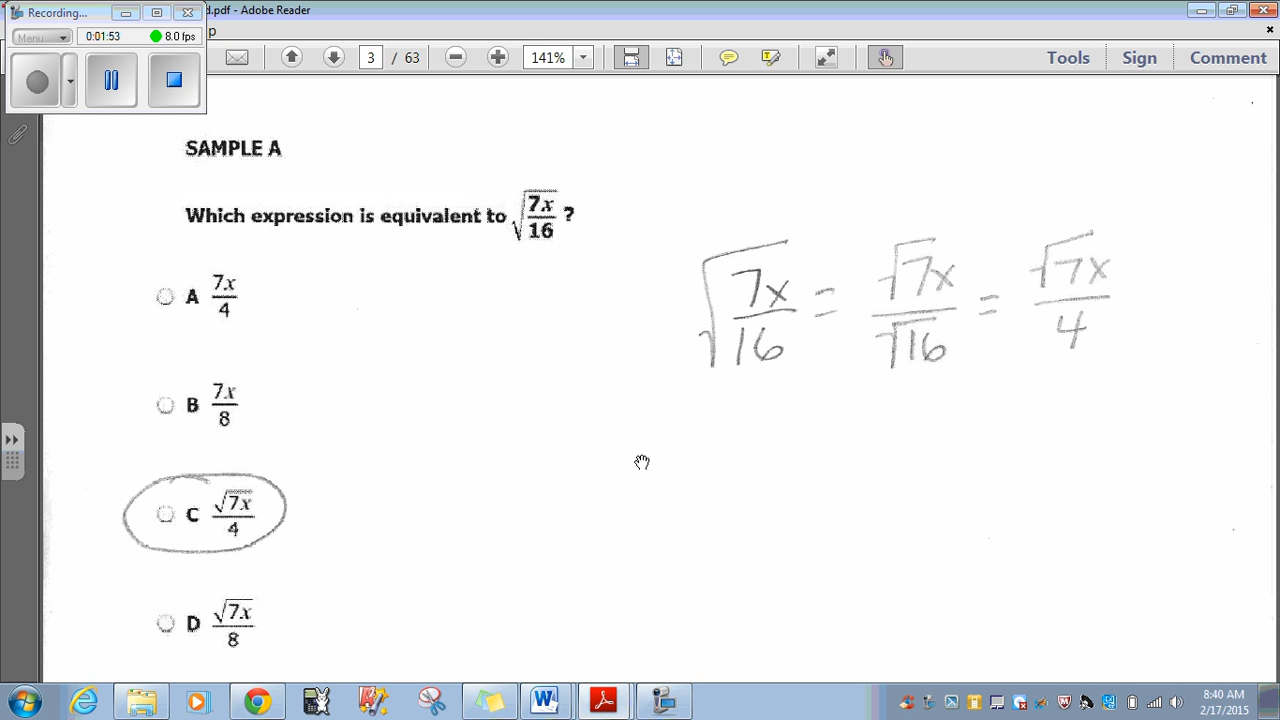 Recording...
d.pdf - Adobe Reader
Menu
0:01:53
8.0 fps
p
3 / 63
141%
Tools
Sign
Comment
SAMPLE A
Which expression is equivalent to √(7x/16) ?
√(7x/16) = √7x/√16 = √7x/4
A 7x/4
B 7x/8
C √7x/4
D √7x/8
8:40 AM
2/17/2015